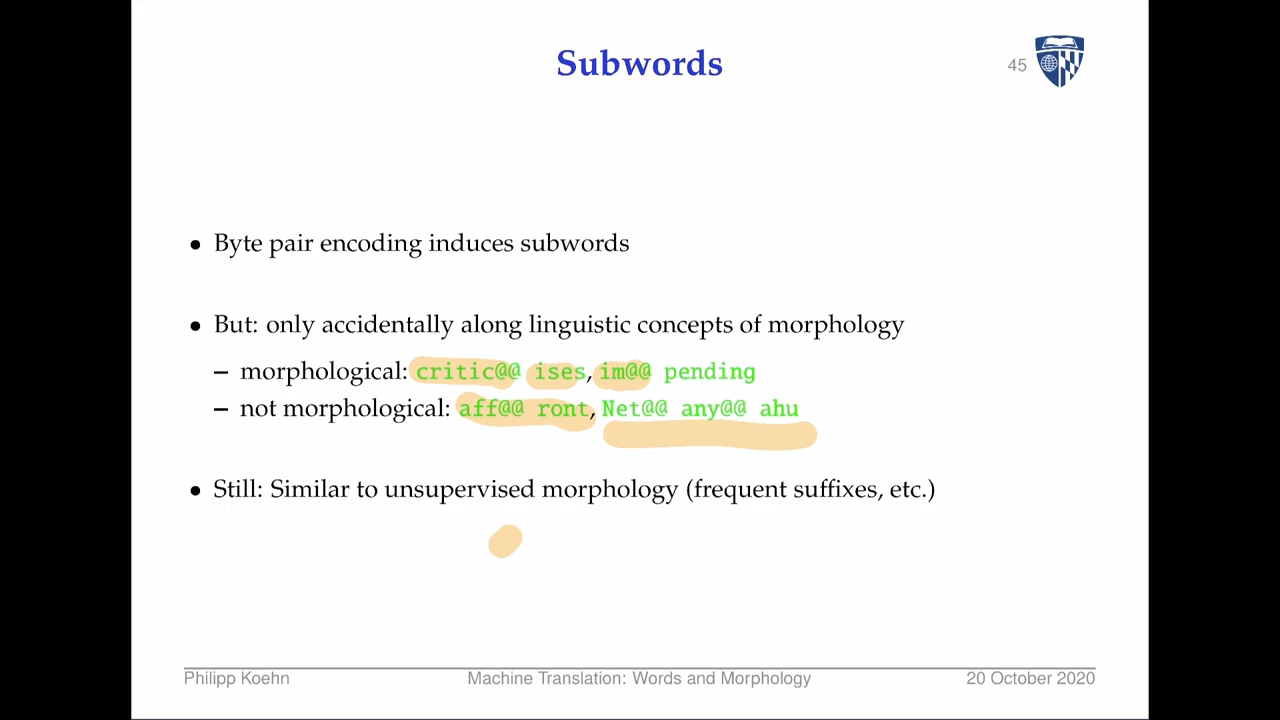 Subwords
45
• Byte pair encoding induces subwords
• But: only accidentally along linguistic concepts of morphology
– morphological: critic@@ ises, im@@ pending
– not morphological: aff@@ ront, Net@@ any@@ ahu
• Still: Similar to unsupervised morphology (frequent suffixes, etc.)
Philipp Koehn Machine Translation: Words and Morphology 20 October 2020